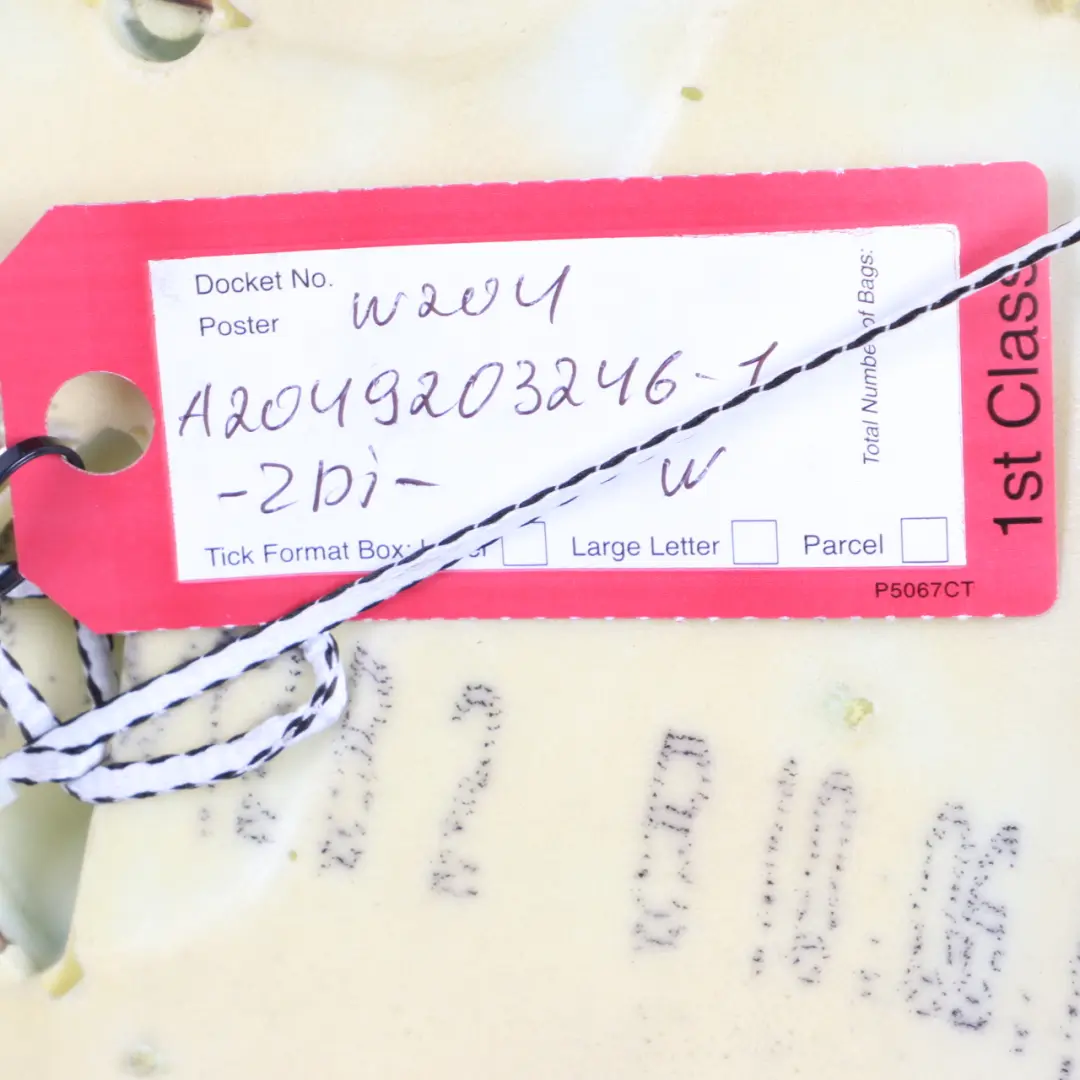 Docket No. W204
Poster
A2049203246-1
-2Di- W
Total Number of Bags:
Tick Format Box: Letter Large Letter Parcel
P5067CT
1st Class